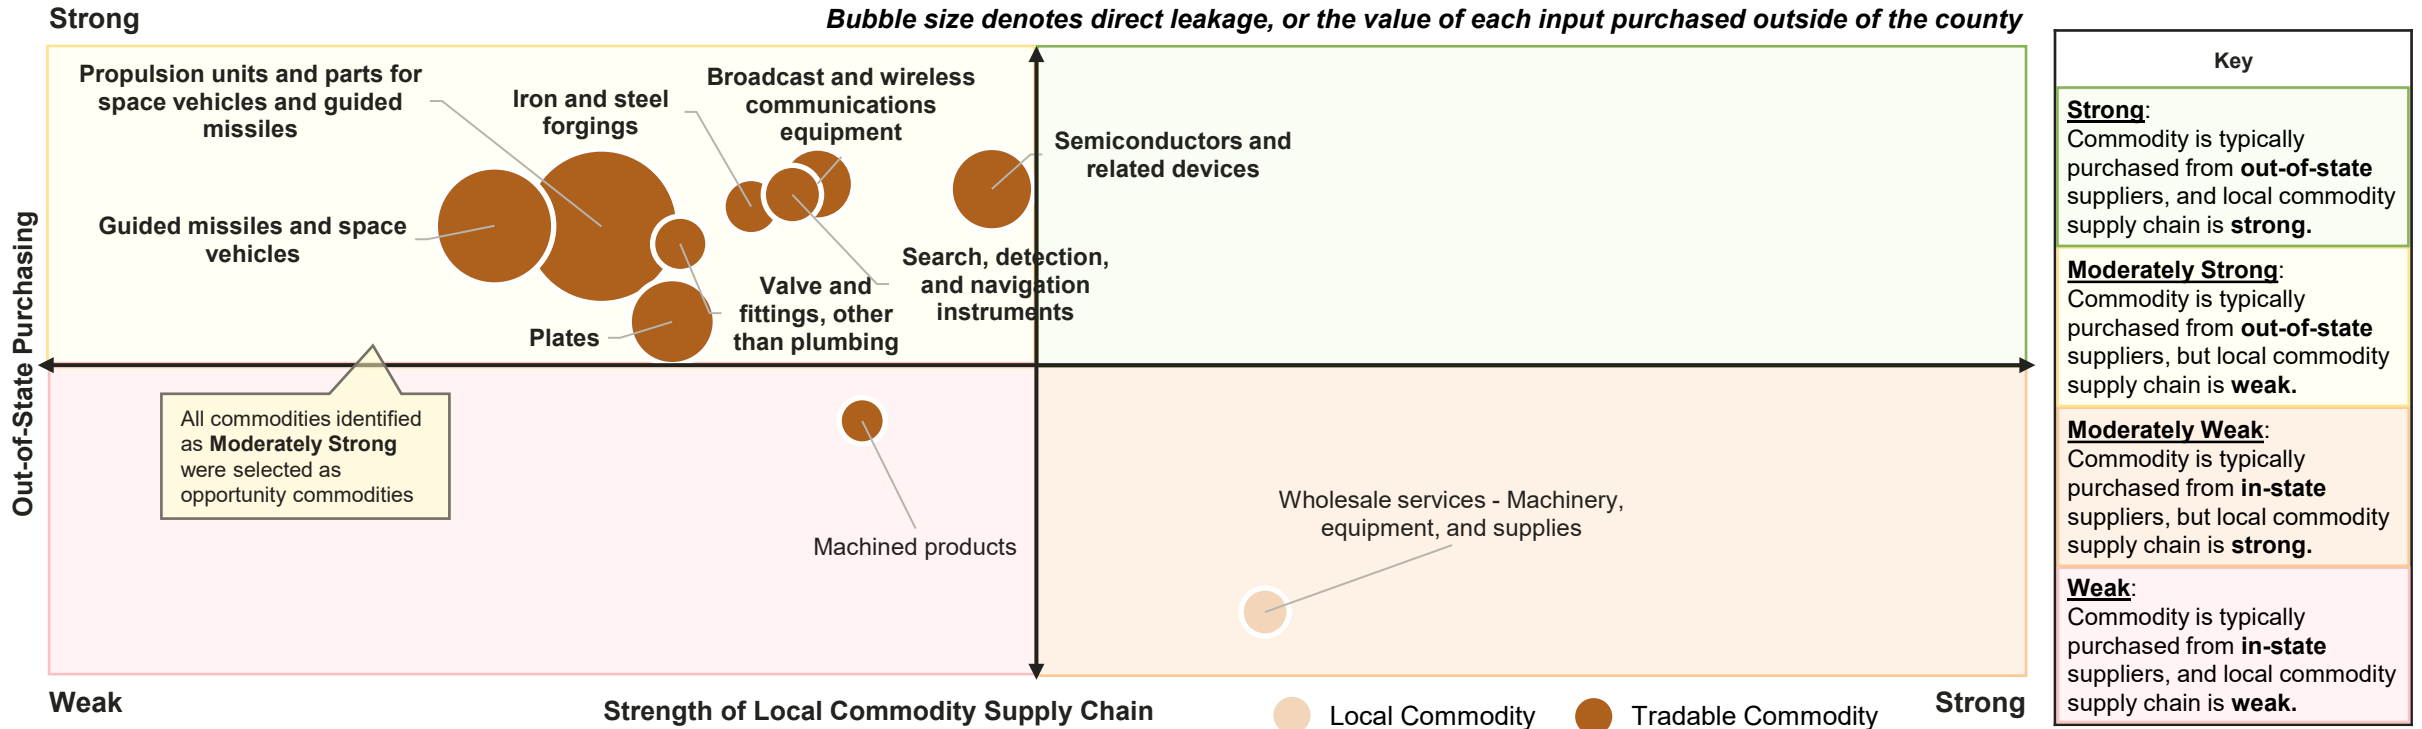 Strong
Bubble size denotes direct leakage, or the value of each input purchased outside of the county
Out-of-State Purchasing
Propulsion units and parts for
space vehicles and guided
missiles
Iron and steel
forgings
Broadcast and wireless
communications
equipment
Semiconductors and
related devices
Guided missiles and space
vehicles
Search, detection,
and navigation
instruments
Valve and
fittings, other
than plumbing
Plates
All commodities identified
as Moderately Strong
were selected as
opportunity commodities
Machined products
Wholesale services - Machinery,
equipment, and supplies
Weak
Strength of Local Commodity Supply Chain
Local Commodity
Tradable Commodity
Strong
Key
Strong:
Commodity is typically
purchased from out-of-state
suppliers, and local commodity
supply chain is strong.
Moderately Strong:
Commodity is typically
purchased from out-of-state
suppliers, but local commodity
supply chain is weak.
Moderately Weak:
Commodity is typically
purchased from in-state
suppliers, but local commodity
supply chain is strong.
Weak:
Commodity is typically
purchased from in-state
suppliers, and local commodity
supply chain is weak.